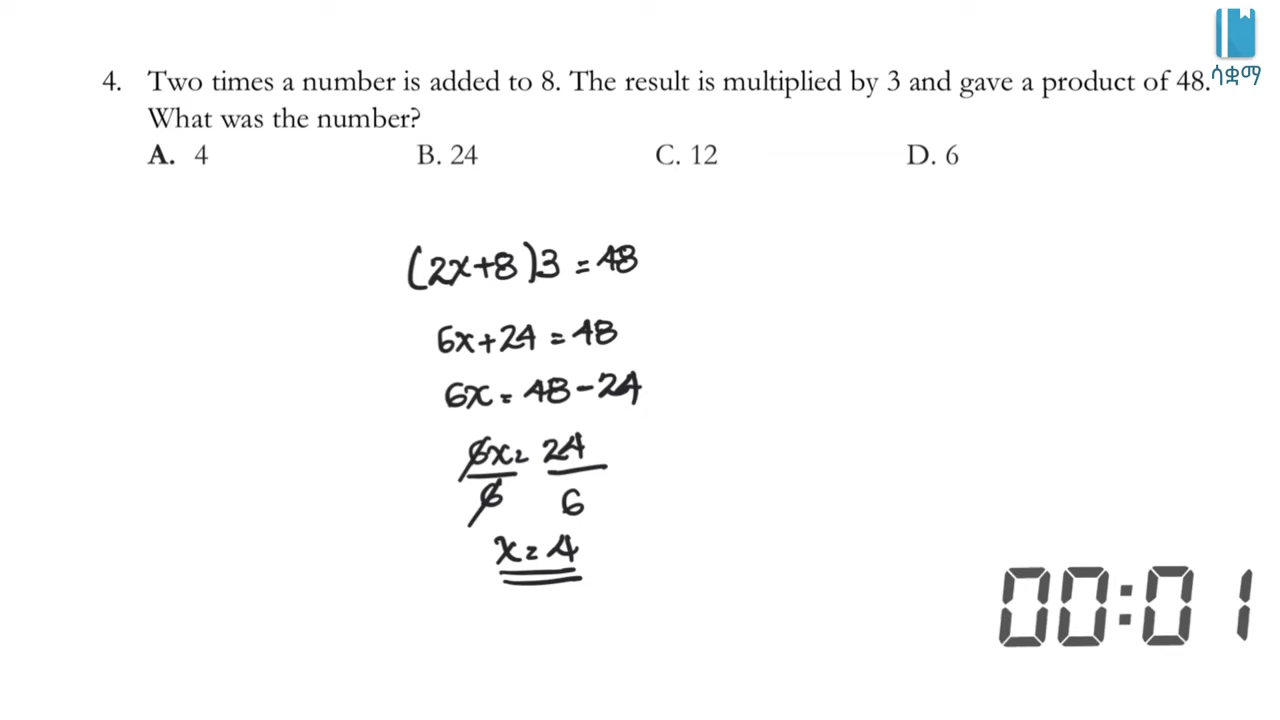 4. Two times a number is added to 8. The result is multiplied by 3 and gave a product of 48.
What was the number?
A. 4 B. 24 C. 12 D. 6
ሳቋማ
(2x+8)3 = 48
6x+24 = 48
6x = 48 - 24
6x = 24
6 6
x = 4
00:01